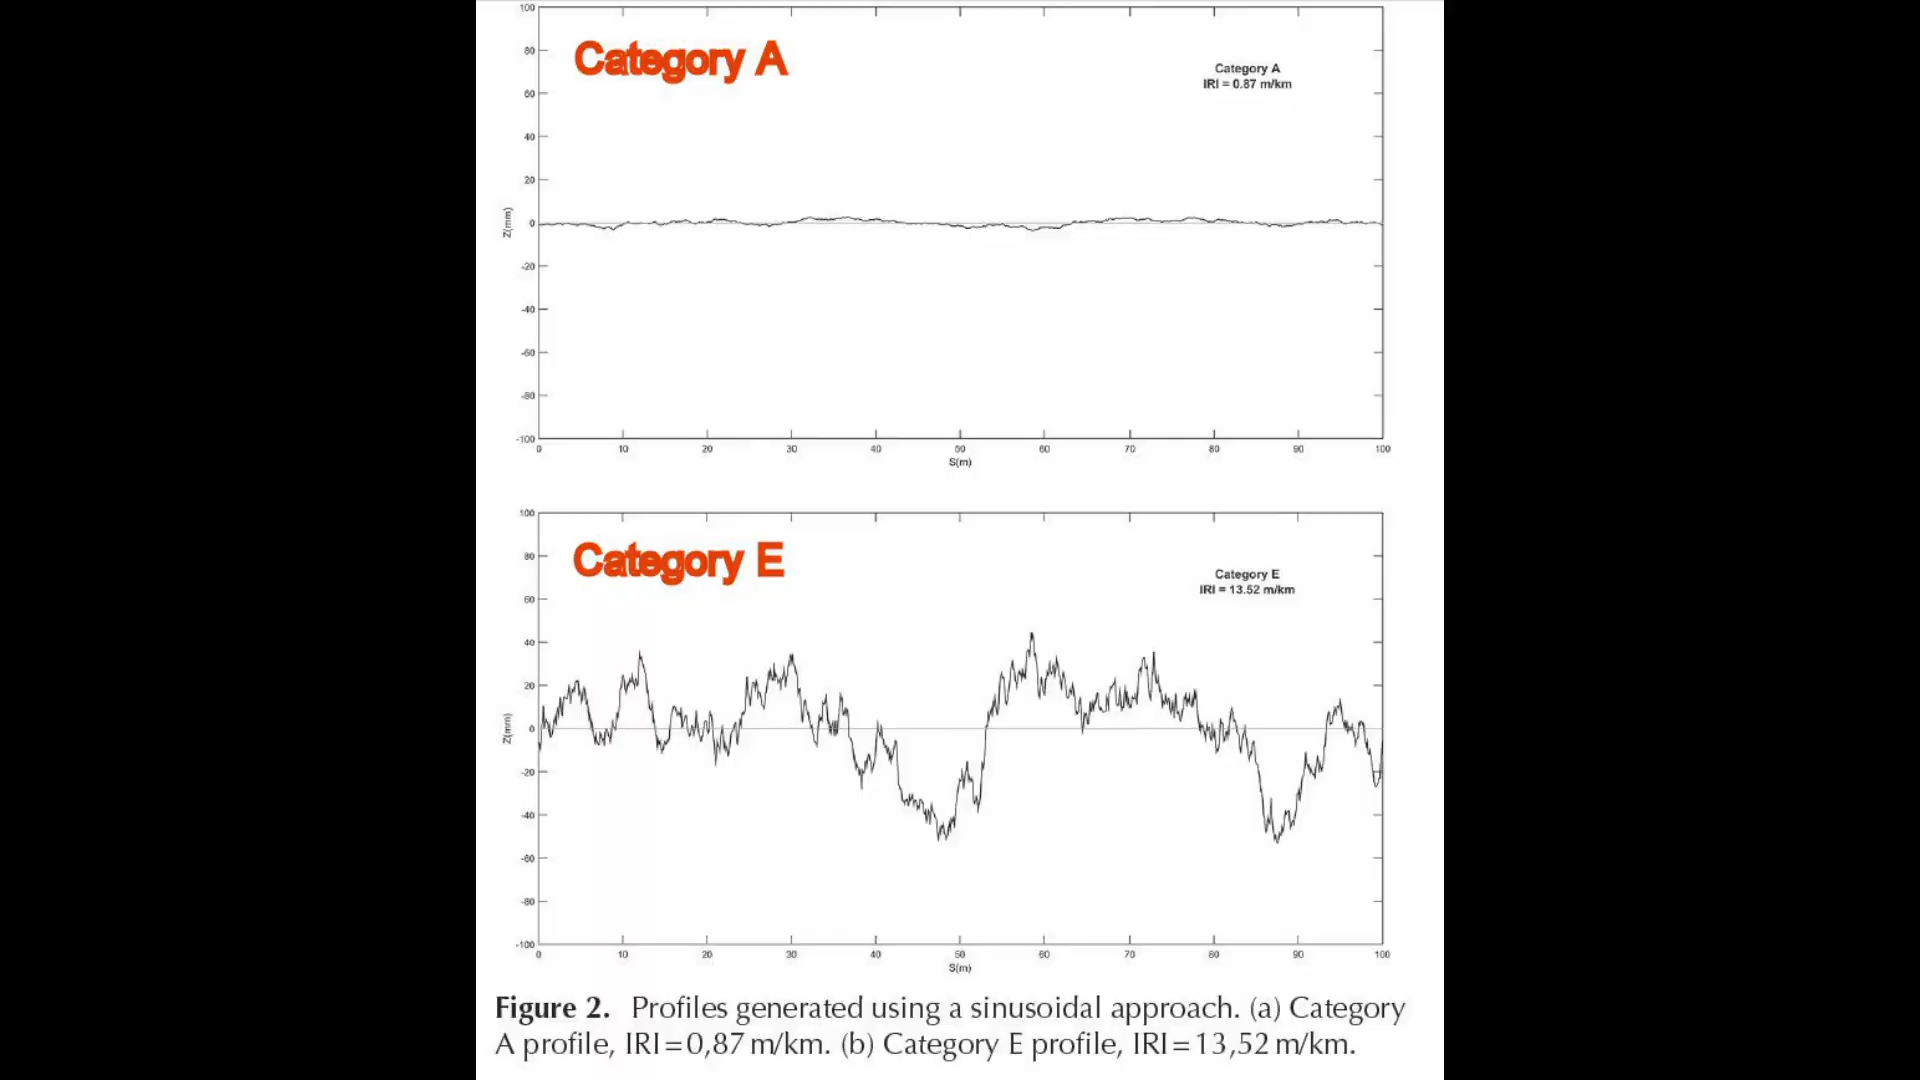 100
Category A
80
Category A
IRI = 0.87 m/km
60
40
20
Z(mm)
0
-20
-40
-60
-80
-100
0 10 20 30 40 50 60 70 80 90 100
S(m)
100
Category E
80
Category E
IRI = 13.52 m/km
60
40
20
Z(mm)
0
-20
-40
-60
-80
-100
0 10 20 30 40 50 60 70 80 90 100
S(m)
Figure 2. Profiles generated using a sinusoidal approach. (a) Category
A profile, IRI=0,87 m/km. (b) Category E profile, IRI=13,52 m/km.